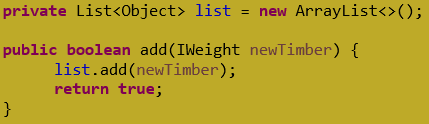 private List<Object> list = new ArrayList<>();
public boolean add(IWeight newTimber) {
list.add(newTimber);
return true;
}